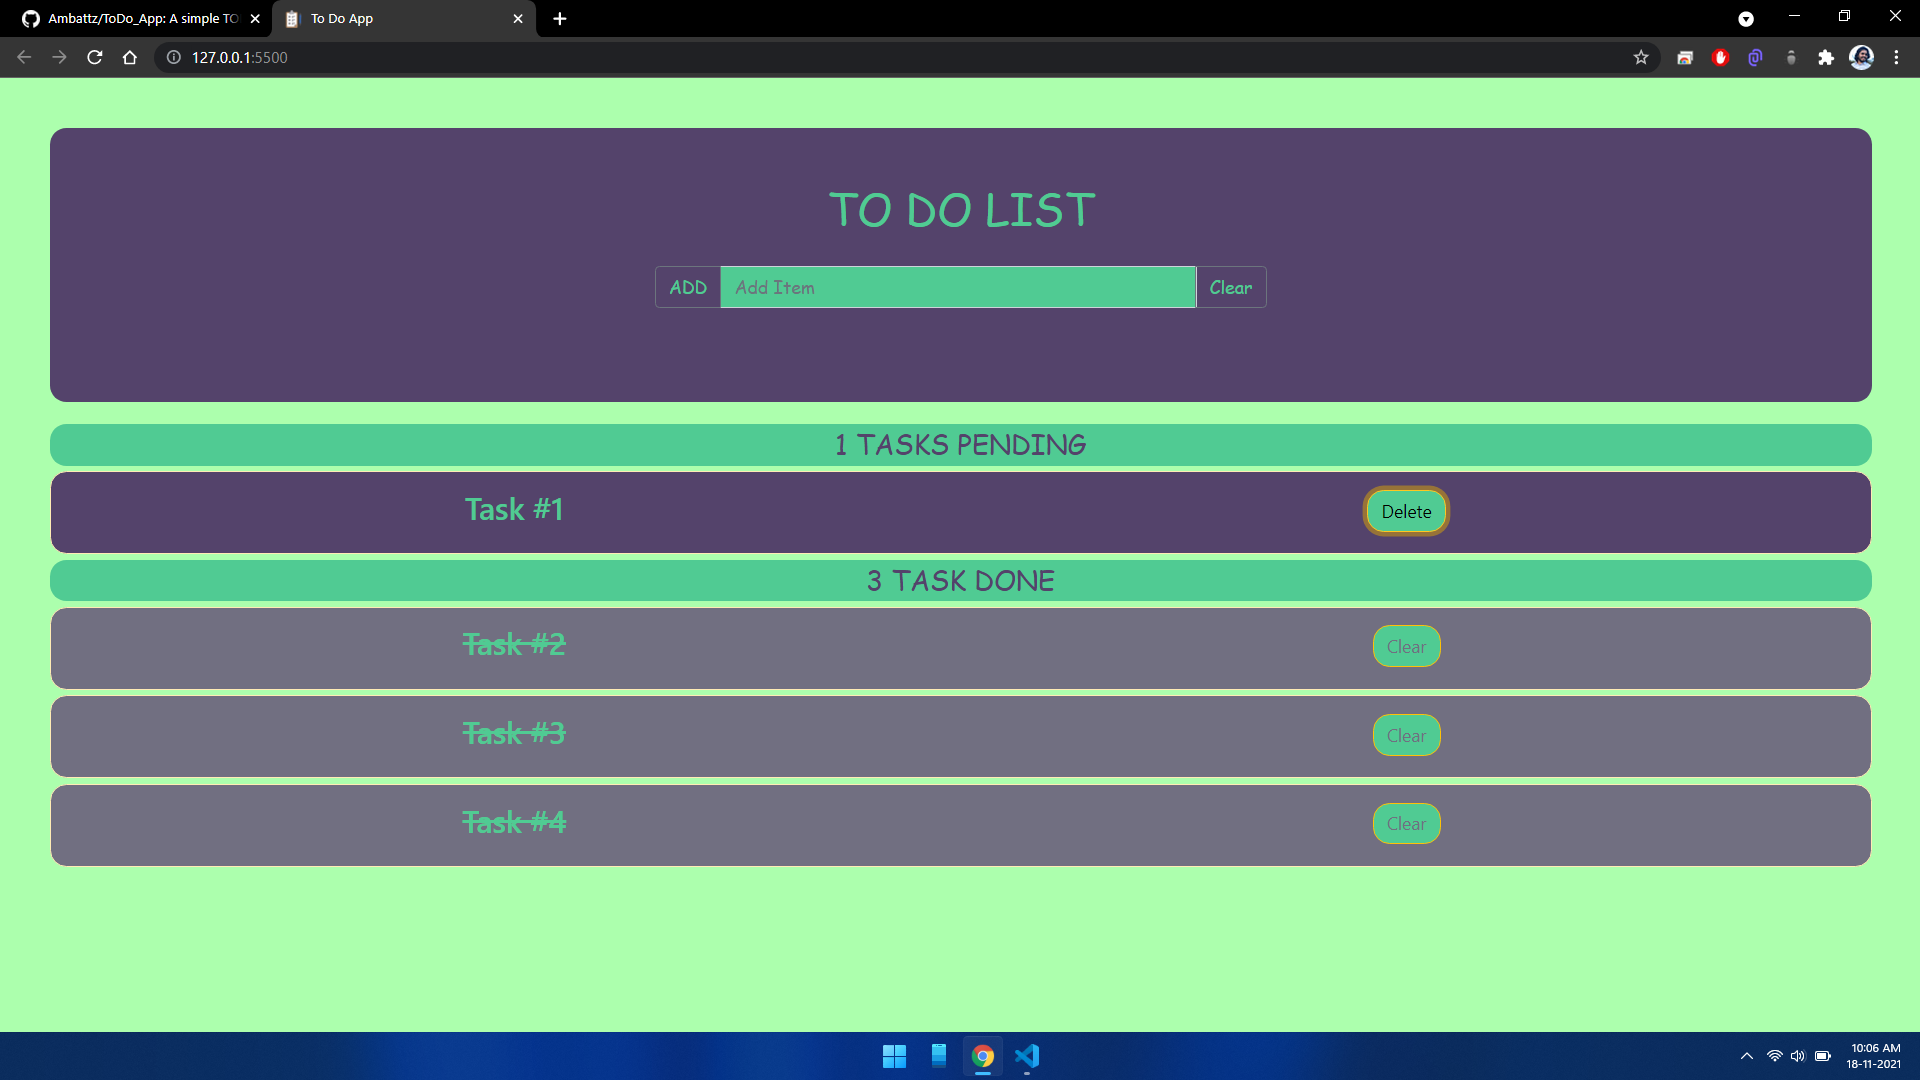 Ambattz/ToDo_App: A simple TO
To Do App
127.0.0.1:5500
TO DO LIST
ADD
Add Item
Clear
1 TASKS PENDING
Task #1
Delete
3 TASK DONE
Task #2
Clear
Task #3
Clear
Task #4
Clear
10:06 AM
18-11-2021